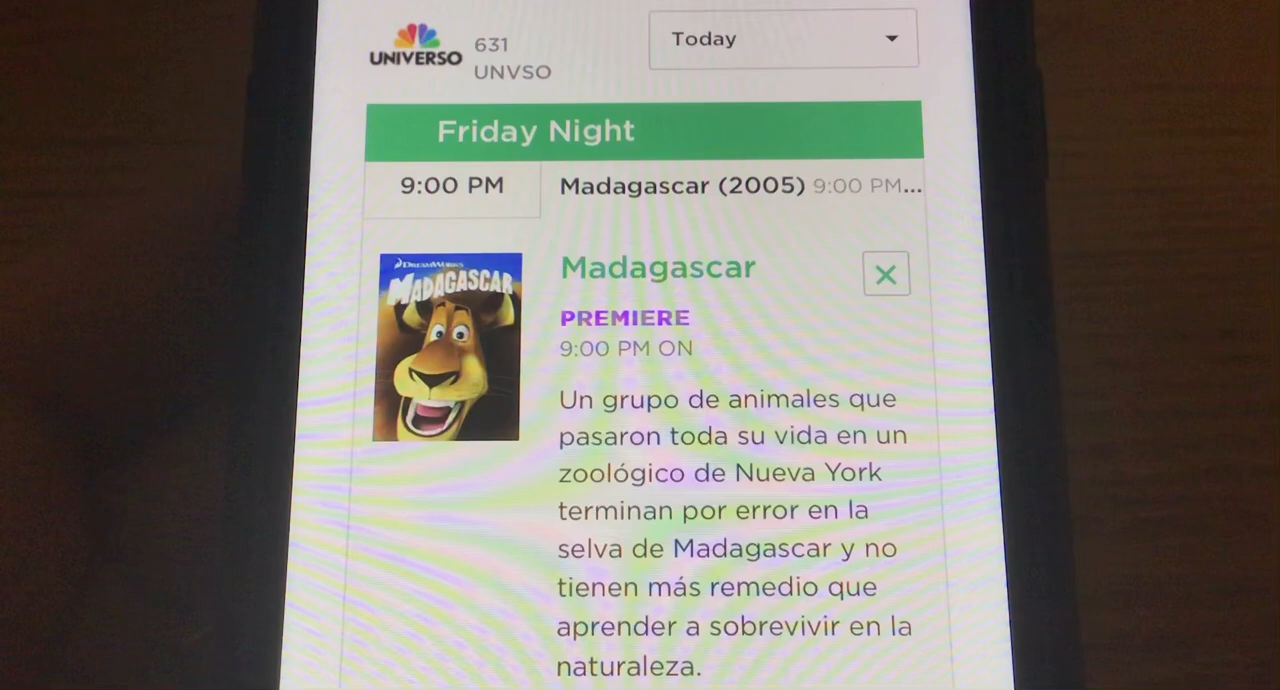 UNIVERSO
631
UNVSO
Today
Friday Night
9:00 PM
Madagascar (2005) 9:00 PM...
DREAMWORKS
MADAGASCAR
Madagascar
PREMIERE
9:00 PM ON
Un grupo de animales que
pasaron toda su vida en un
zoológico de Nueva York
terminan por error en la
selva de Madagascar y no
tienen más remedio que
aprender a sobrevivir en la
naturaleza.